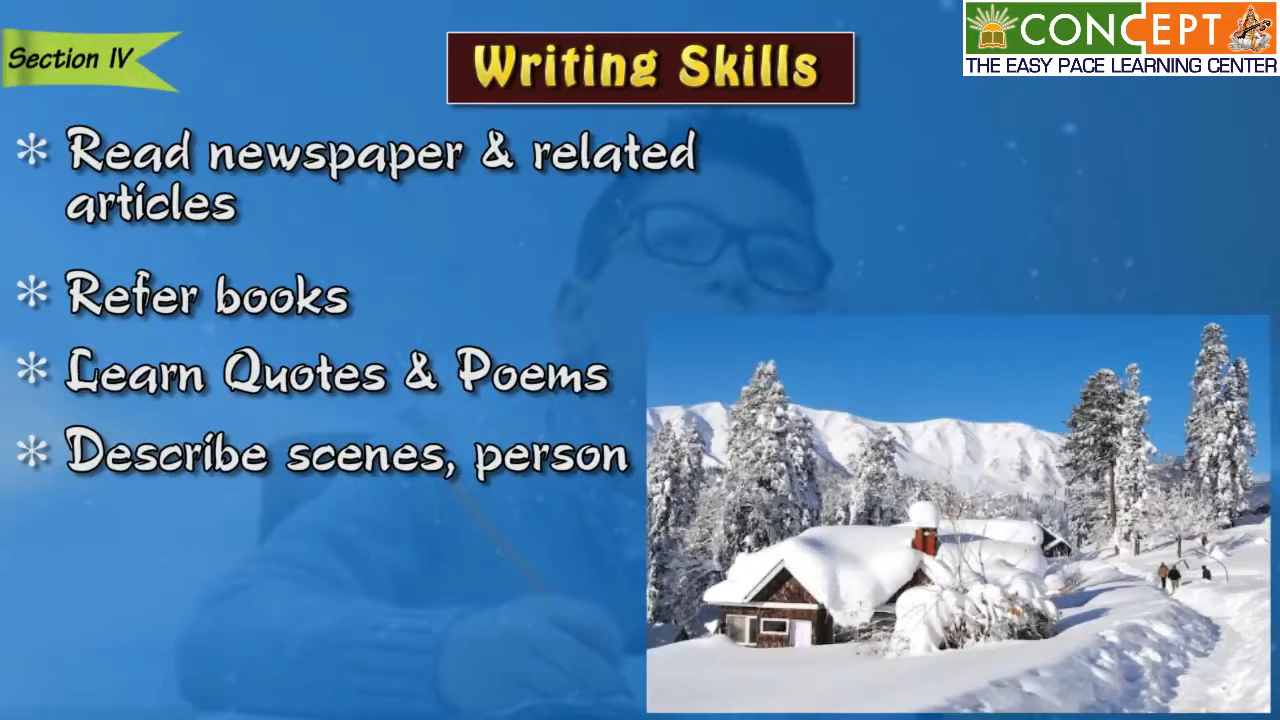 Section IV
Writing Skills
CONCEPT
THE EASY PACE LEARNING CENTER
* Read newspaper & related
articles
* Refer books
* Learn Quotes & Poems
* Describe scenes, person